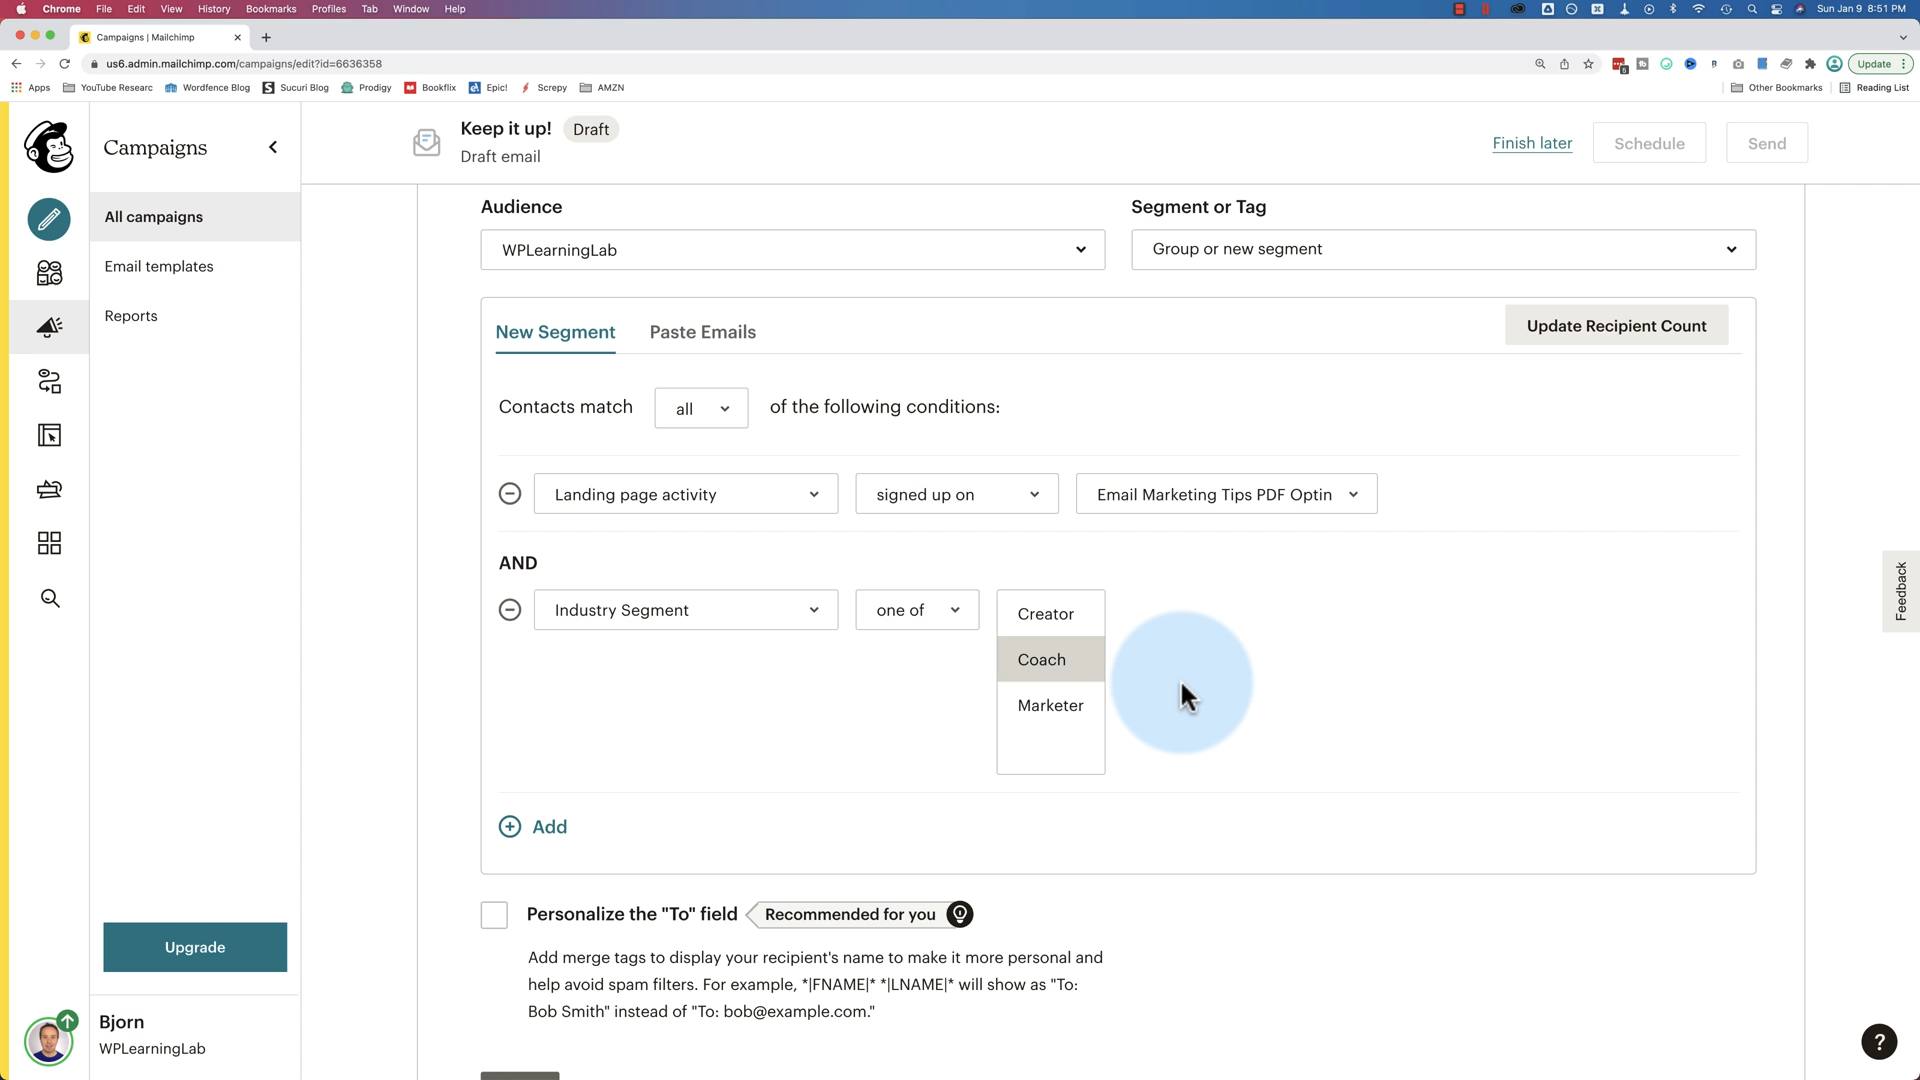 Chrome File Edit View History Bookmarks Profiles Tab Window Help
Sun Jan 9 8:51 PM
Campaigns | Mailchimp
us6.admin.mailchimp.com/campaigns/edit?id=6636358
Update
Apps YouTube Researc Wordfence Blog Sucuri Blog Prodigy Bookflix Epic! Screpy AMZN
Other Bookmarks Reading List
Campaigns
Keep it up! Draft
Draft email
Finish later
Schedule
Send
All campaigns
Email templates
Reports
Audience
Segment or Tag
WPLearningLab
Group or new segment
New Segment
Paste Emails
Update Recipient Count
Contacts match all of the following conditions:
Landing page activity
signed up on
Email Marketing Tips PDF Optin
AND
Industry Segment
one of
Creator
Coach
Marketer
Add
Feedback
Personalize the "To" field
Recommended for you
Add merge tags to display your recipient's name to make it more personal and
help avoid spam filters. For example, *|FNAME|* *|LNAME|* will show as "To:
Bob Smith" instead of "To: bob@example.com."
Upgrade
Bjorn
WPLearningLab
?